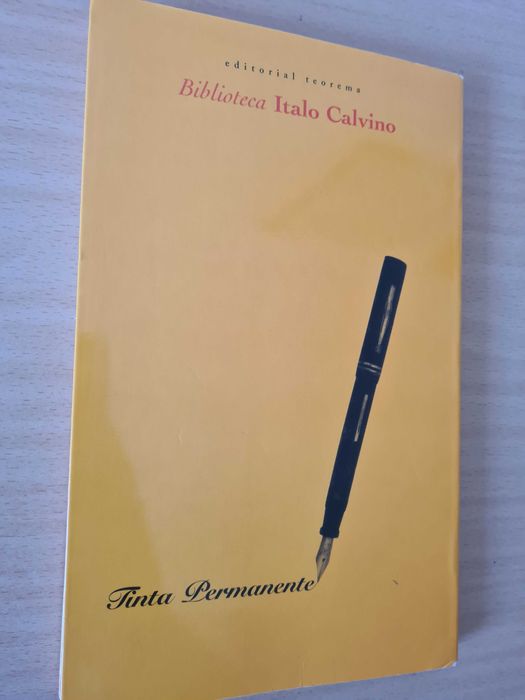 editorial teorema
Biblioteca Italo Calvino
Tinta Permanente